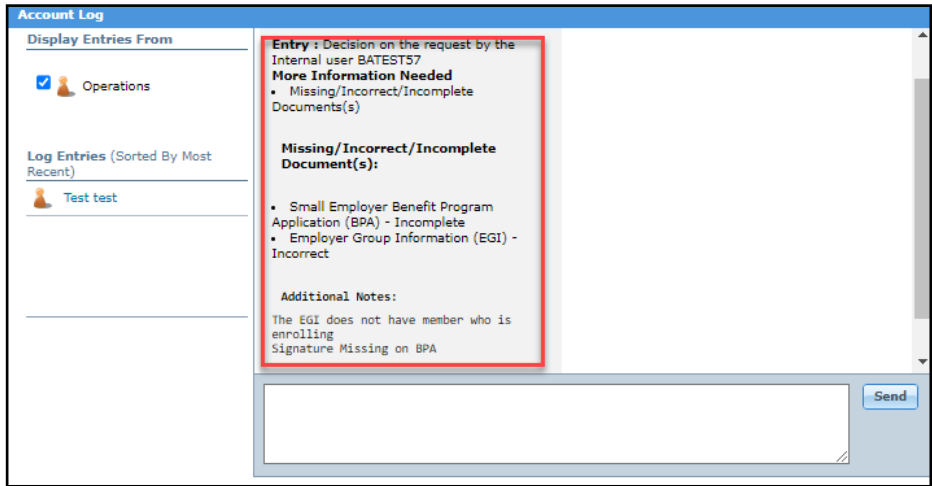 Account Log
Display Entries From
Operations
Log Entries (Sorted By Most
Recent)
Test test
Entry : Decision on the request by the
Internal user BATEST57
More Information Needed
• Missing/Incorrect/Incomplete
Documents(s)
Missing/Incorrect/Incomplete
Document(s):
• Small Employer Benefit Program
Application (BPA) - Incomplete
• Employer Group Information (EGI) -
Incorrect
Additional Notes:
The EGI does not have member who is
enrolling
Signature Missing on BPA
Send